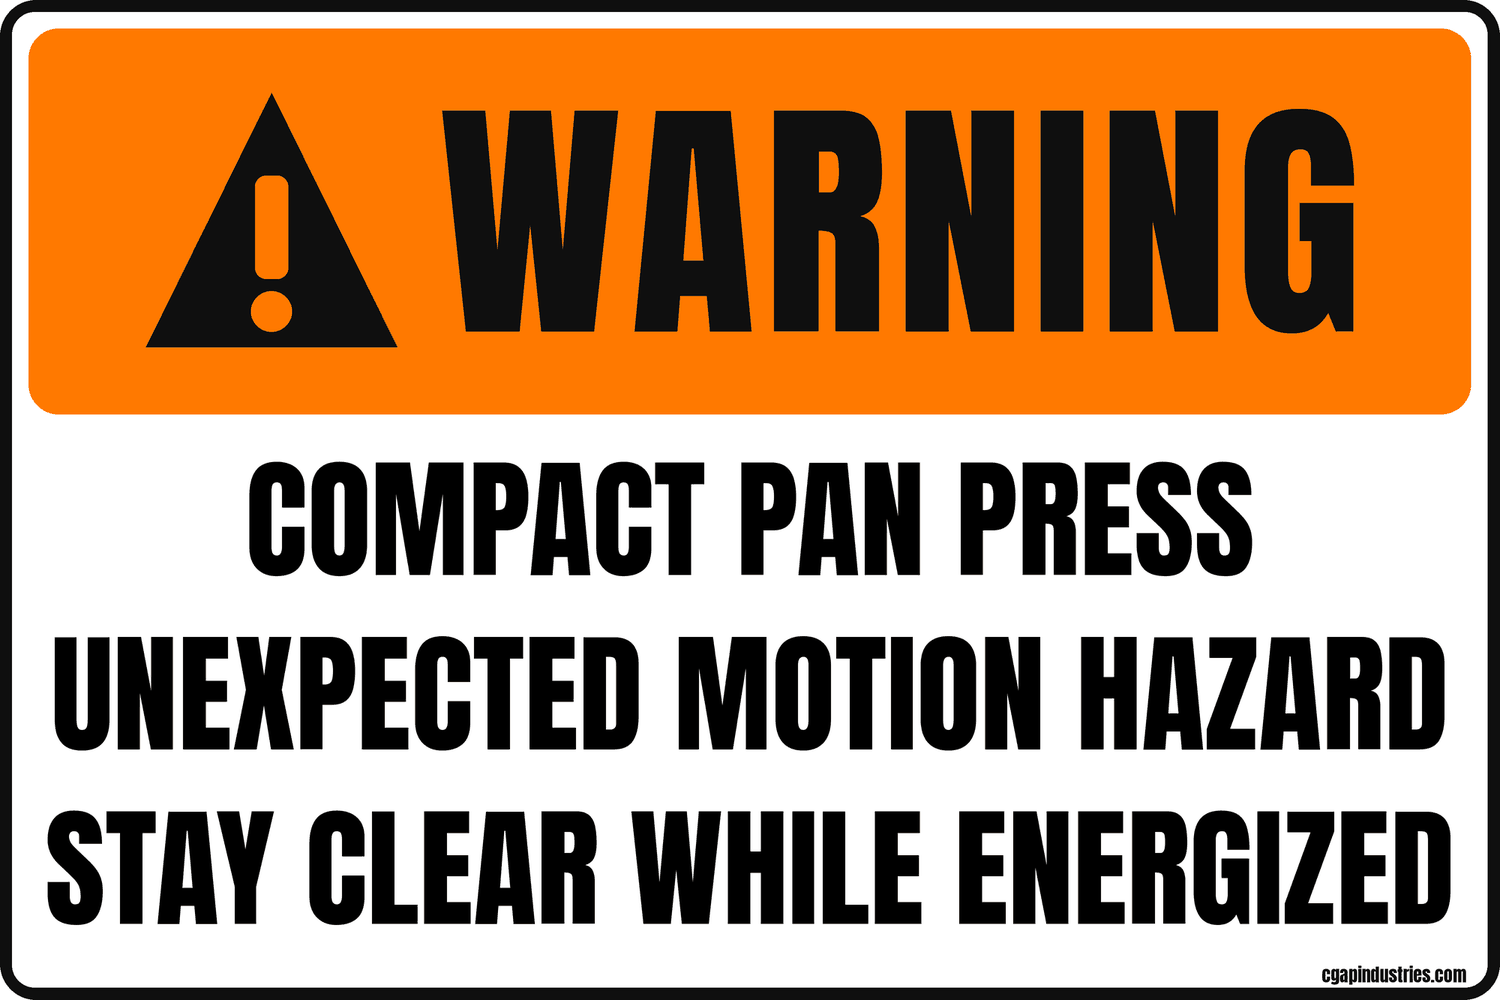 WARNING
COMPACT PAN PRESS
UNEXPECTED MOTION HAZARD
STAY CLEAR WHILE ENERGIZED
cgapindustries.com